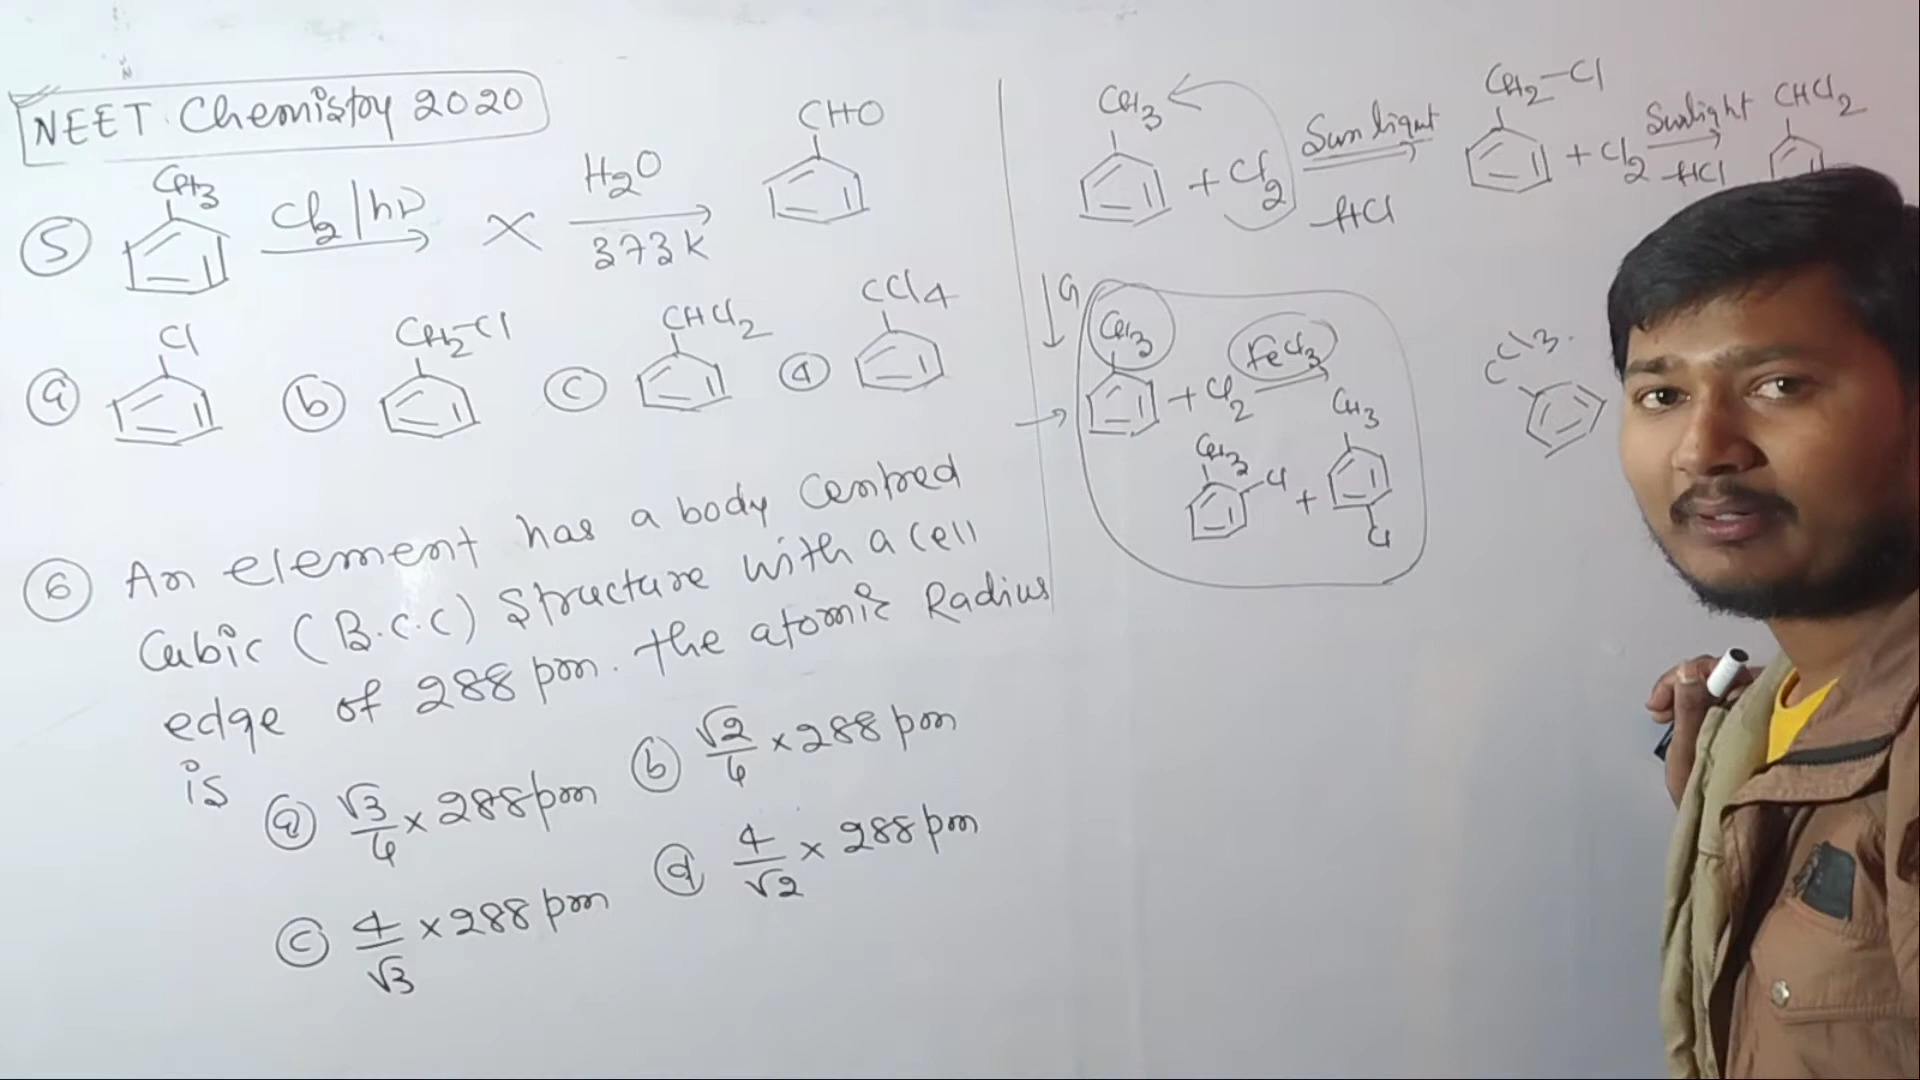 NEET Chemistry 2020
5 CH3 Cl2/hν X H2O 373K CHO
a Cl b CH2-Cl c CHCl2 d CCl4
6 An element has a body Centred
Cubic (B.C.C) Structure with a cell
edge of 288 pm. the atomic Radius
is a √3/4 × 288 pm b √2/4 × 288 pm
c 4/√3 × 288 pm d 4/√2 × 288 pm
CH3 + Cl2 Sunlight -HCl CH2-Cl + Cl2 Sunlight -HCl CHCl2
CH3 + Cl2 FeCl3
CH3 Cl + CH3 Cl
CCl3